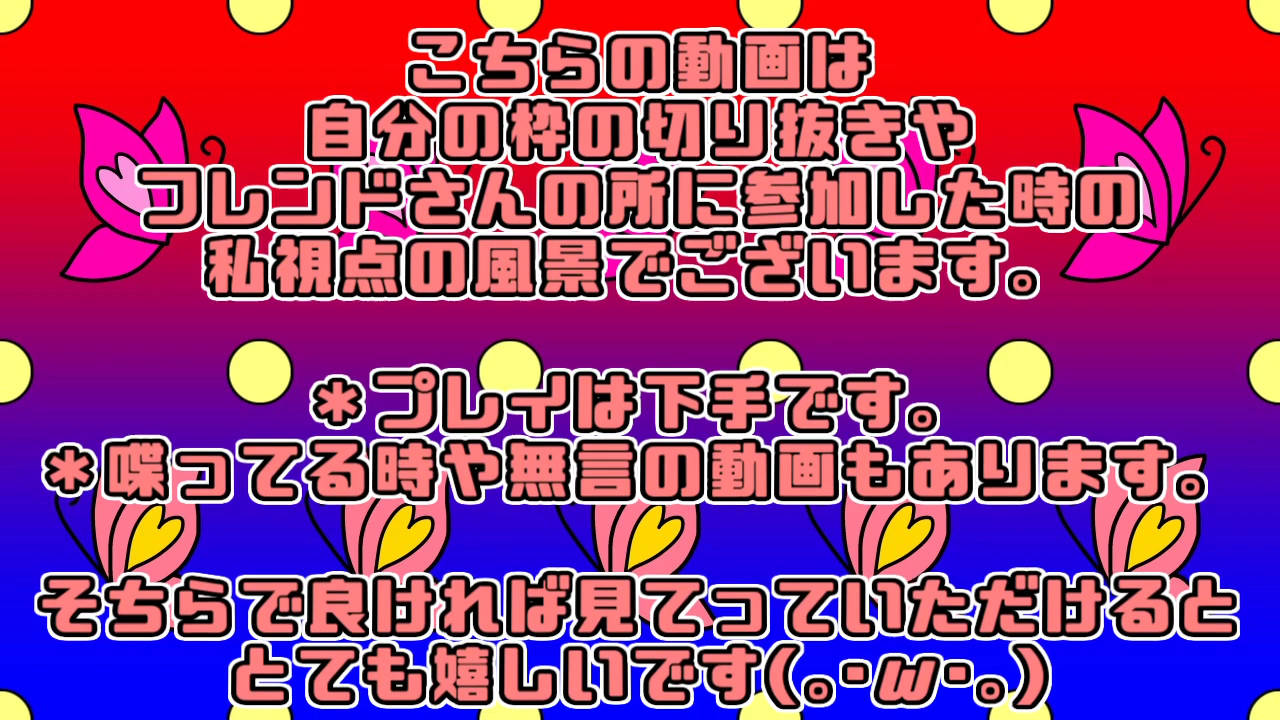 こちらの動画は
自分の枠の切り抜きや
フレンドさんの所に参加した時の
私視点の風景でございます。
*プレイは下手です。
*喋ってる時や無言の動画もあります。
そちらで良ければ見てっていただけると
とても嬉しいです(｡･ω･｡)